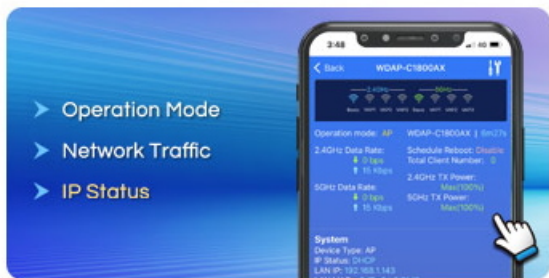 Operation Mode
Network Traffic
IP Status
3:48
4G
Back
WDAP-C1800AX
2.4GHz
5GHz
Operation mode: AP
WDAP-C1800AX | 6m27s
2.4GHz Data Rate:
0 bps
15 Kbps
5GHz Data Rate:
0 bps
15 Kbps
Schedule Reboot: Disable
Total Client Number: 0
2.4GHz TX Power:
Max(100%)
5GHz TX Power:
Max(100%)
System
Device Type: AP
IP Status: DHCP
LAN IP: 192.168.1.143